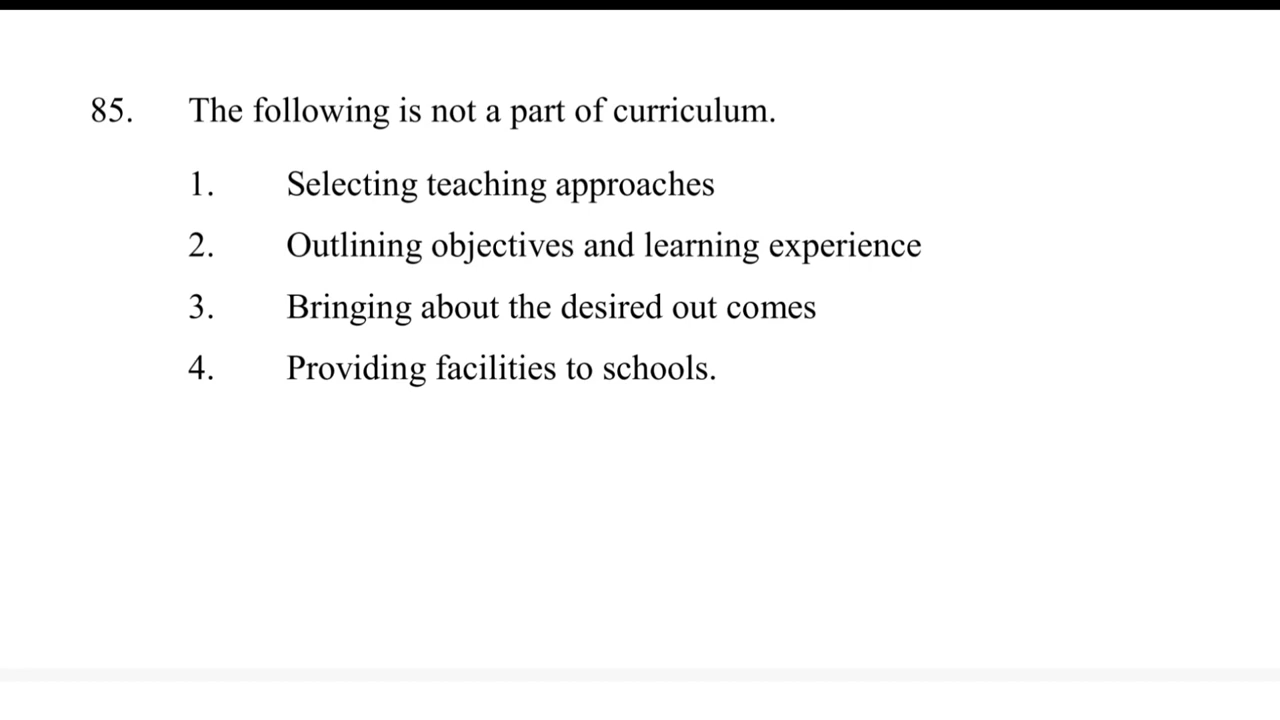 85. The following is not a part of curriculum.
1. Selecting teaching approaches
2. Outlining objectives and learning experience
3. Bringing about the desired out comes
4. Providing facilities to schools.